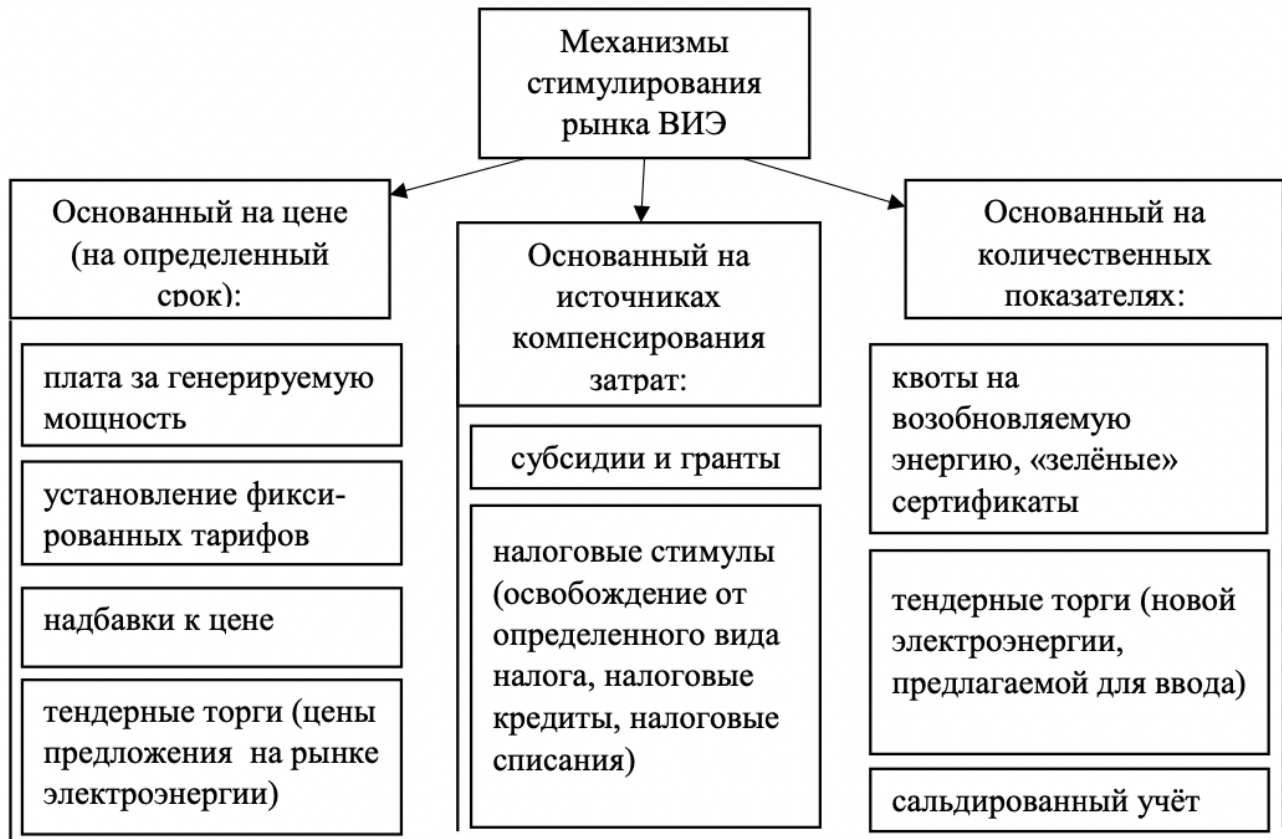 Механизмы
стимулирования
рынка ВИЭ
Основанный на цене
(на определенный
срок):
плата за генерируемую
мощность
установление фикси-
рованных тарифов
надбавки к цене
тендерные торги (цены
предложения на рынке
электроэнергии)
Основанный на
источниках
компенсирования
затрат:
субсидии и гранты
налоговые стимулы
(освобождение от
определенного вида
налога, налоговые
кредиты, налоговые
списания)
Основанный на
количественных
показателях:
квоты на
возобновляемую
энергию, «зелёные»
сертификаты
тендерные торги (новой
электроэнергии,
предлагаемой для ввода)
сальдированный учёт